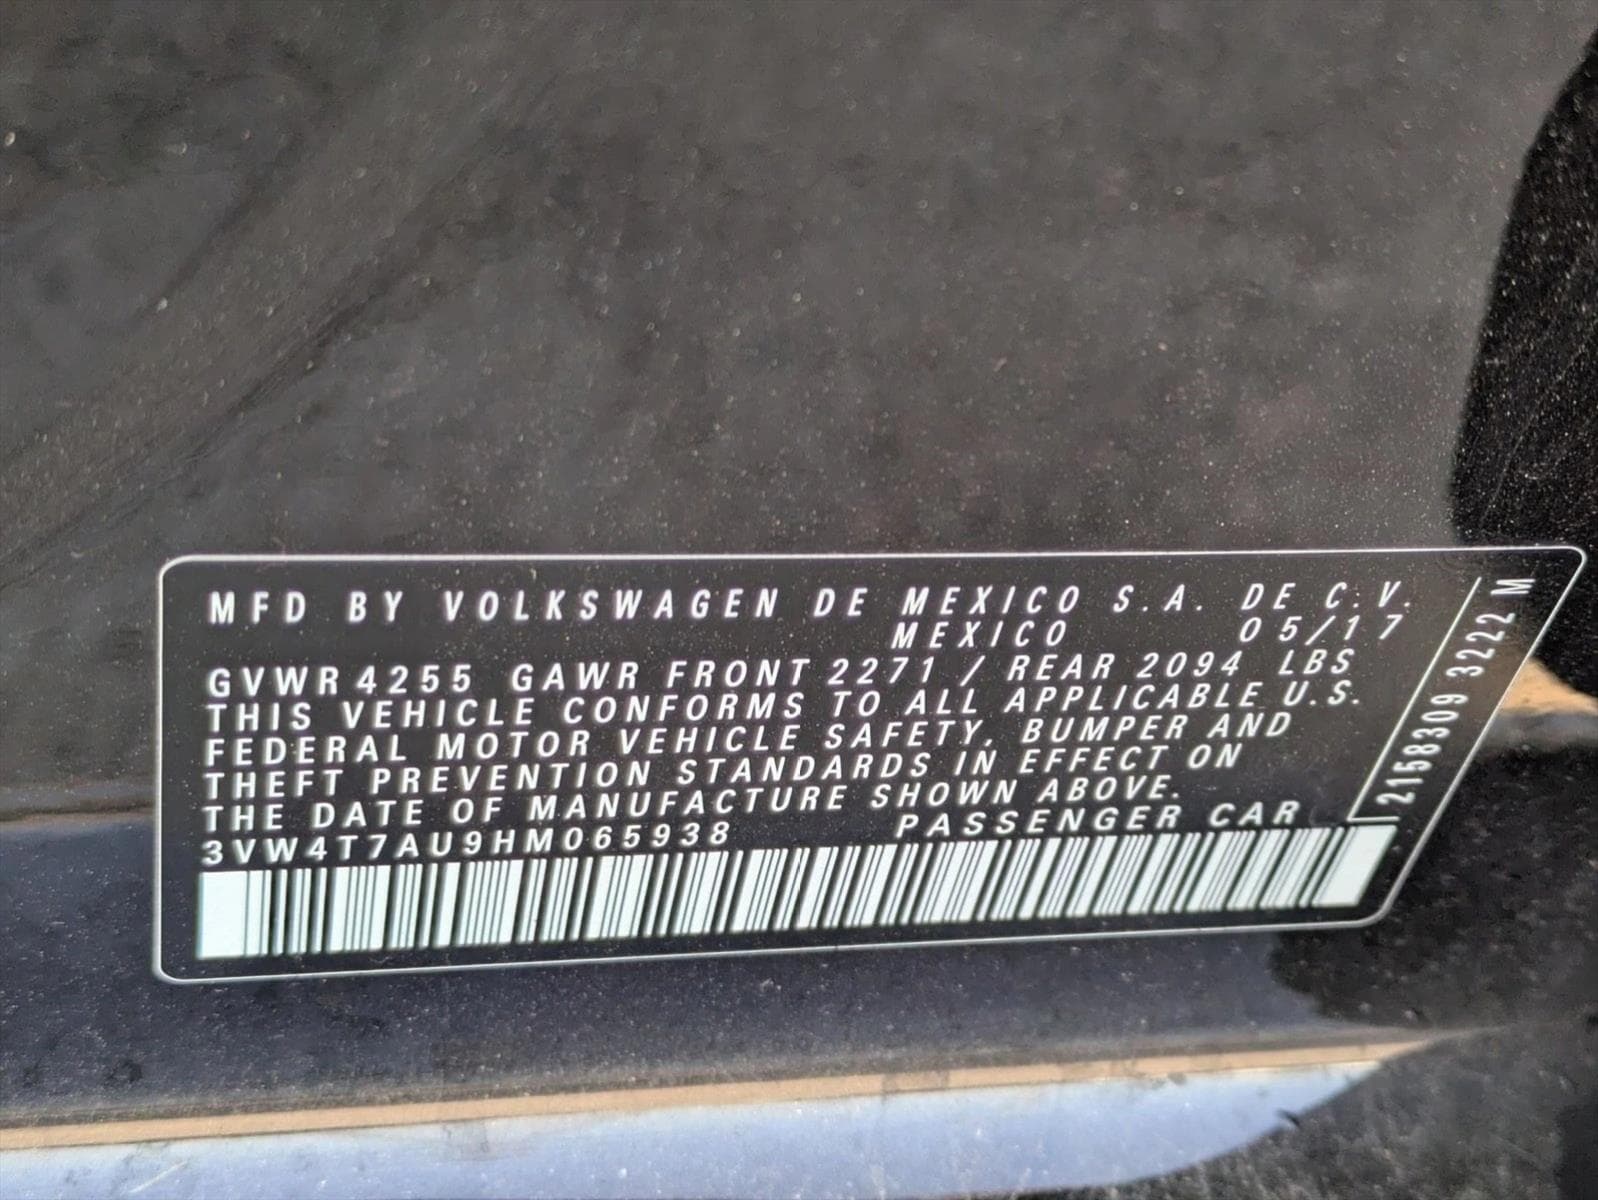 MFD BY VOLKSWAGEN DE MEXICO S.A. DE C.V.
MEXICO 05/17
GVWR 4255 GAWR FRONT 2271 / REAR 2094 LBS
THIS VEHICLE CONFORMS TO ALL APPLICABLE U.S.
FEDERAL MOTOR VEHICLE SAFETY, BUMPER AND
THEFT PREVENTION STANDARDS IN EFFECT ON
THE DATE OF MANUFACTURE SHOWN ABOVE.
3VW4T7AU9HM065938 PASSENGER CAR
2158309 3222 M